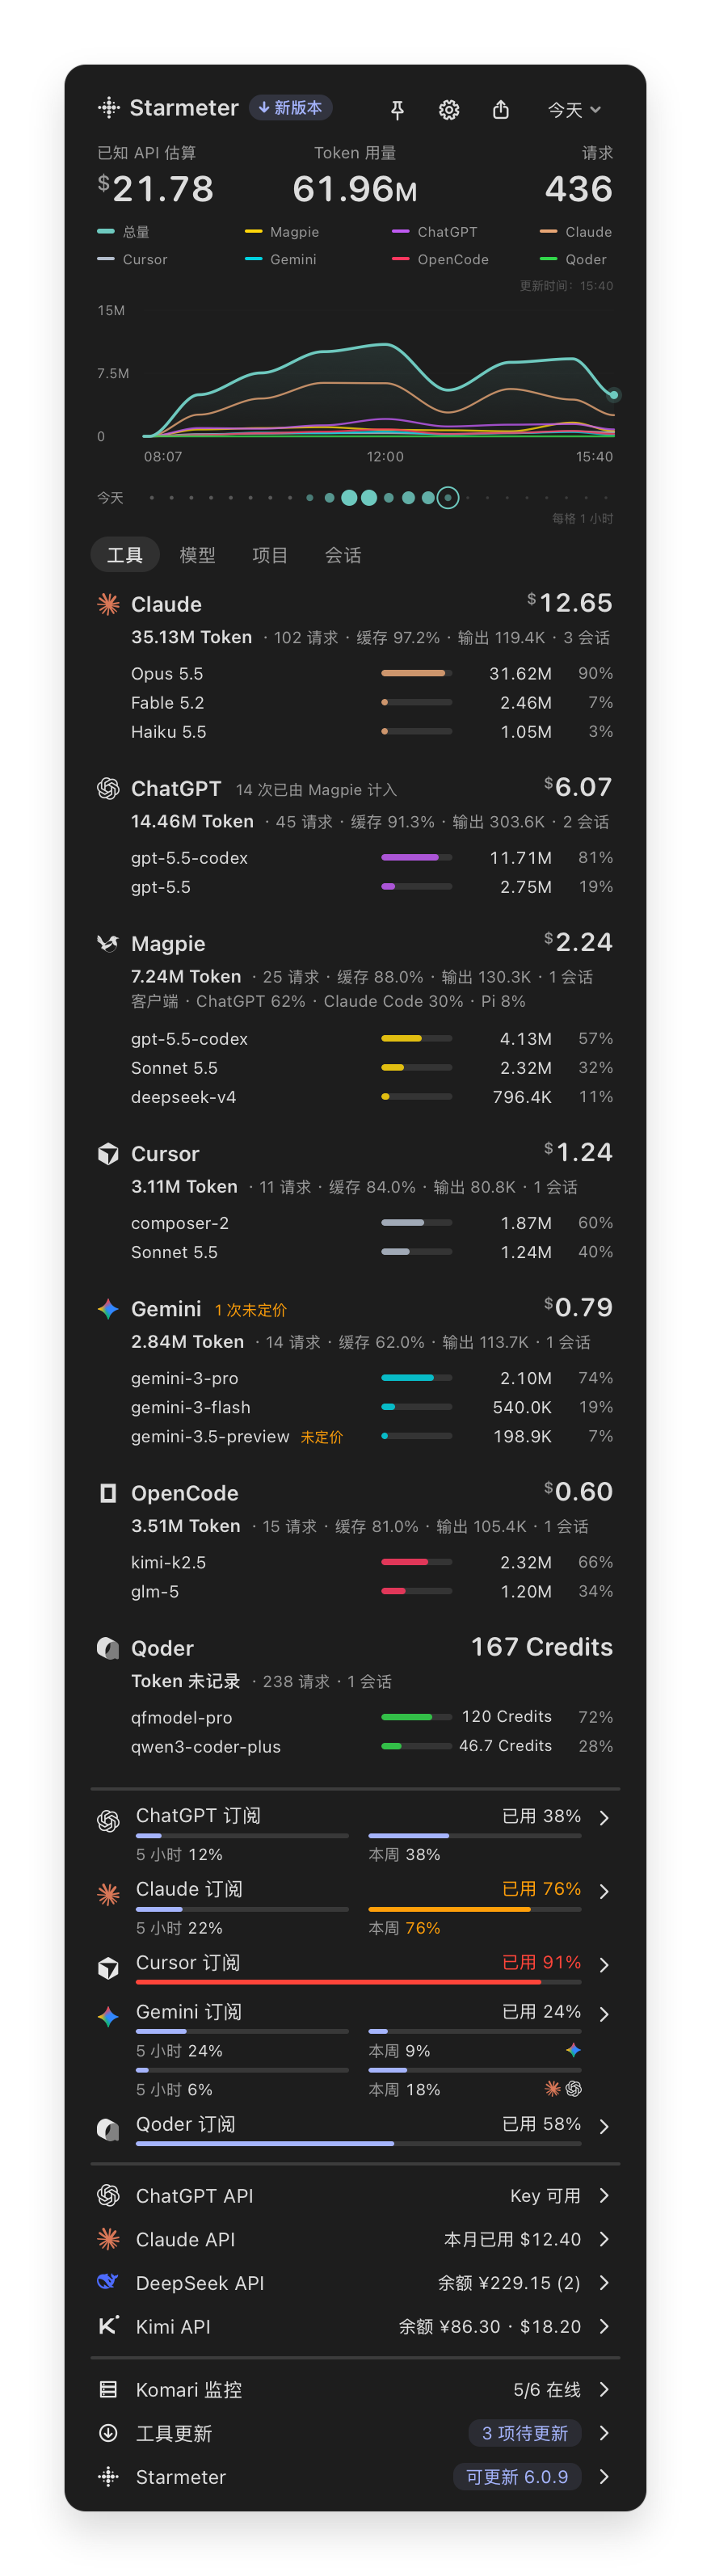 Starmeter 新版本 今天
已知 API 估算 Token 用量 请求
$21.78 61.96M 436
总量 Magpie ChatGPT Claude
Cursor Gemini OpenCode Qoder
更新时间：15:40
15M
7.5M
0
08:07 12:00 15:40
今天
每格 1 小时
工具 模型 项目 会话
Claude $12.65
35.13M Token · 102 请求 · 缓存 97.2% · 输出 119.4K · 3 会话
Opus 5.5 31.62M 90%
Fable 5.2 2.46M 7%
Haiku 5.5 1.05M 3%
ChatGPT 14 次已由 Magpie 计入 $6.07
14.46M Token · 45 请求 · 缓存 91.3% · 输出 303.6K · 2 会话
gpt-5.5-codex 11.71M 81%
gpt-5.5 2.75M 19%
Magpie $2.24
7.24M Token · 25 请求 · 缓存 88.0% · 输出 130.3K · 1 会话
客户端 · ChatGPT 62% · Claude Code 30% · Pi 8%
gpt-5.5-codex 4.13M 57%
Sonnet 5.5 2.32M 32%
deepseek-v4 796.4K 11%
Cursor $1.24
3.11M Token · 11 请求 · 缓存 84.0% · 输出 80.8K · 1 会话
composer-2 1.87M 60%
Sonnet 5.5 1.24M 40%
Gemini 1 次未定价 $0.79
2.84M Token · 14 请求 · 缓存 62.0% · 输出 113.7K · 1 会话
gemini-3-pro 2.10M 74%
gemini-3-flash 540.0K 19%
gemini-3.5-preview 未定价 198.9K 7%
OpenCode $0.60
3.51M Token · 15 请求 · 缓存 81.0% · 输出 105.4K · 1 会话
kimi-k2.5 2.32M 66%
glm-5 1.20M 34%
Qoder 167 Credits
Token 未记录 · 238 请求 · 1 会话
qfmodel-pro 120 Credits 72%
qwen3-coder-plus 46.7 Credits 28%
ChatGPT 订阅 已用 38%
5 小时 12% 本周 38%
Claude 订阅 已用 76%
5 小时 22% 本周 76%
Cursor 订阅 已用 91%
Gemini 订阅 已用 24%
5 小时 24% 本周 9%
5 小时 6% 本周 18%
Qoder 订阅 已用 58%
ChatGPT API Key 可用
Claude API 本月已用 $12.40
DeepSeek API 余额 ¥229.15 (2)
Kimi API 余额 ¥86.30 · $18.20
Komari 监控 5/6 在线
工具更新 3 项待更新
Starmeter 可更新 6.0.9